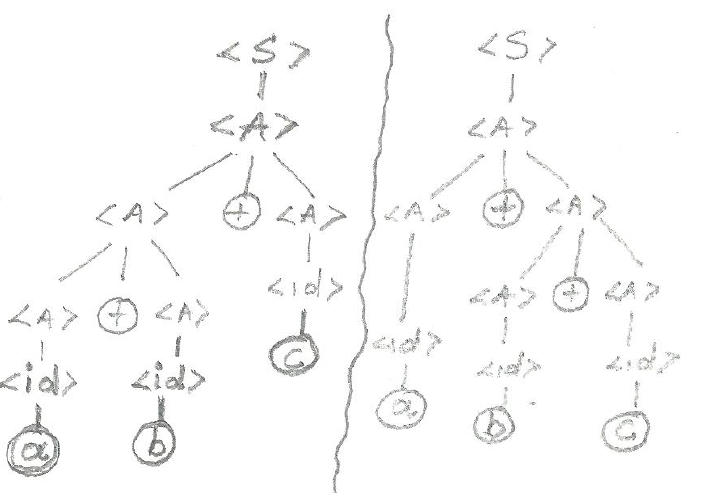 <S>
<A>
<A> + <A>
<A> + <A> <id>
<id> <id> c
a b
<S>
<A>
<A> + <A>
<A> + <A>
<id> <id> <id>
a b c